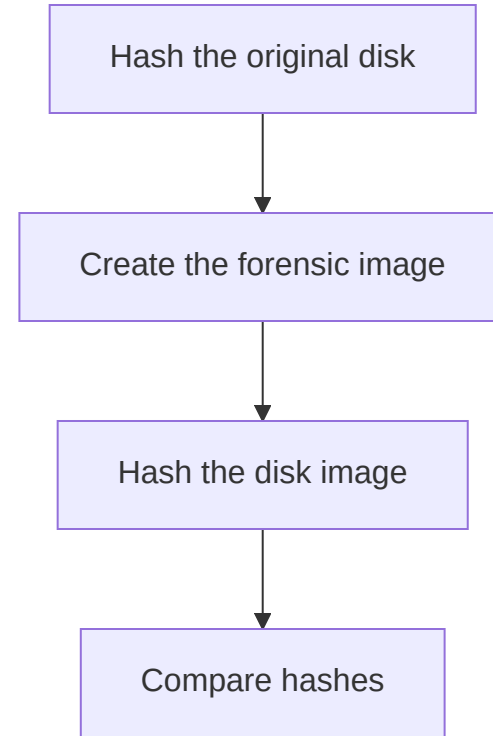 Hash the original disk
Create the forensic image
Hash the disk image
Compare hashes